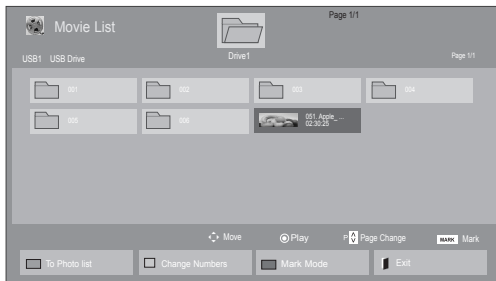 Movie List
Page 1/1
USB1 USB Drive
Drive1
Page 1/1
001
002
003
004
005
006
051. Apple_ ...
02:30:25
Move
Play
P
Page Change
MARK Mark
To Photo list
Change Numbers
Mark Mode
Exit